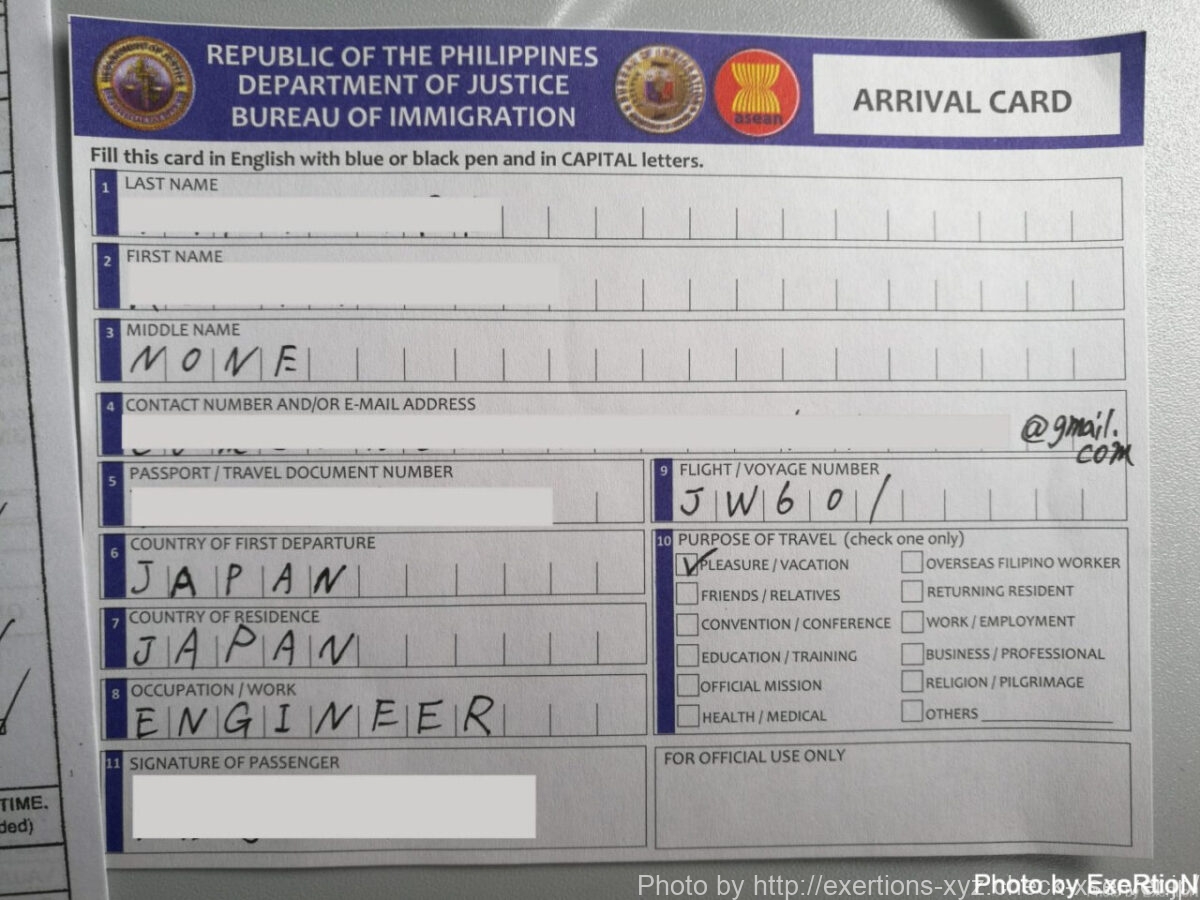 REPUBLIC OF THE PHILIPPINES
DEPARTMENT OF JUSTICE
BUREAU OF IMMIGRATION
asean
ARRIVAL CARD
Fill this card in English with blue or black pen and in CAPITAL letters.
1 LAST NAME
2 FIRST NAME
3 MIDDLE NAME
NONE
4 CONTACT NUMBER AND/OR E-MAIL ADDRESS
@gmail.
com
5 PASSPORT / TRAVEL DOCUMENT NUMBER
9 FLIGHT / VOYAGE NUMBER
JW601
6 COUNTRY OF FIRST DEPARTURE
JAPAN
7 COUNTRY OF RESIDENCE
JAPAN
8 OCCUPATION / WORK
ENGINEER
10 PURPOSE OF TRAVEL (check one only)
PLEASURE / VACATION
FRIENDS / RELATIVES
CONVENTION / CONFERENCE
EDUCATION / TRAINING
OFFICIAL MISSION
HEALTH / MEDICAL
OVERSEAS FILIPINO WORKER
RETURNING RESIDENT
WORK / EMPLOYMENT
BUSINESS / PROFESSIONAL
RELIGION / PILGRIMAGE
OTHERS
11 SIGNATURE OF PASSENGER
FOR OFFICIAL USE ONLY
TIME.
ded)
Photo by http://exertions-xyz.
Photo by ExeRtioN